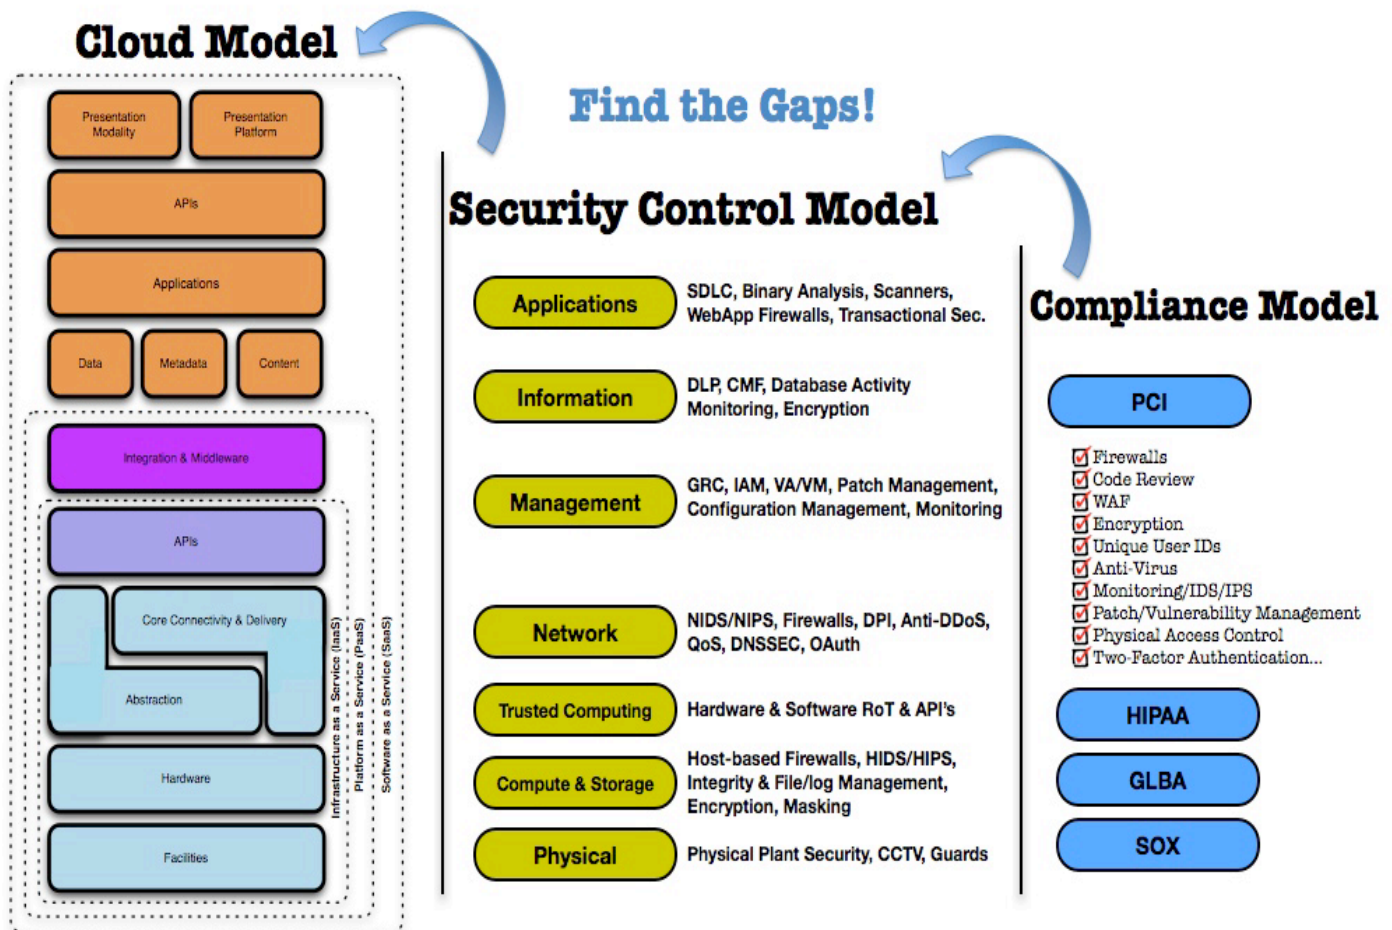 Cloud Model
Presentation
Modality
Presentation
Platform
APIs
Applications
Data
Metadata
Content
Integration & Middleware
APIs
Core Connectivity & Delivery
Abstraction
Hardware
Facilities
Infrastructure as a Service (IaaS)
Platform as a Service (PaaS)
Software as a Service (SaaS)
Find the Gaps!
Security Control Model
Applications
SDLC, Binary Analysis, Scanners,
WebApp Firewalls, Transactional Sec.
Information
DLP, CMF, Database Activity
Monitoring, Encryption
Management
GRC, IAM, VA/VM, Patch Management,
Configuration Management, Monitoring
Network
NIDS/NIPS, Firewalls, DPI, Anti-DDoS,
QoS, DNSSEC, OAuth
Trusted Computing
Hardware & Software RoT & API's
Compute & Storage
Host-based Firewalls, HIDS/HIPS,
Integrity & File/log Management,
Encryption, Masking
Physical
Physical Plant Security, CCTV, Guards
Compliance Model
PCI
Firewalls
Code Review
WAF
Encryption
Unique User IDs
Anti-Virus
Monitoring/IDS/IPS
Patch/Vulnerability Management
Physical Access Control
Two-Factor Authentication...
HIPAA
GLBA
SOX